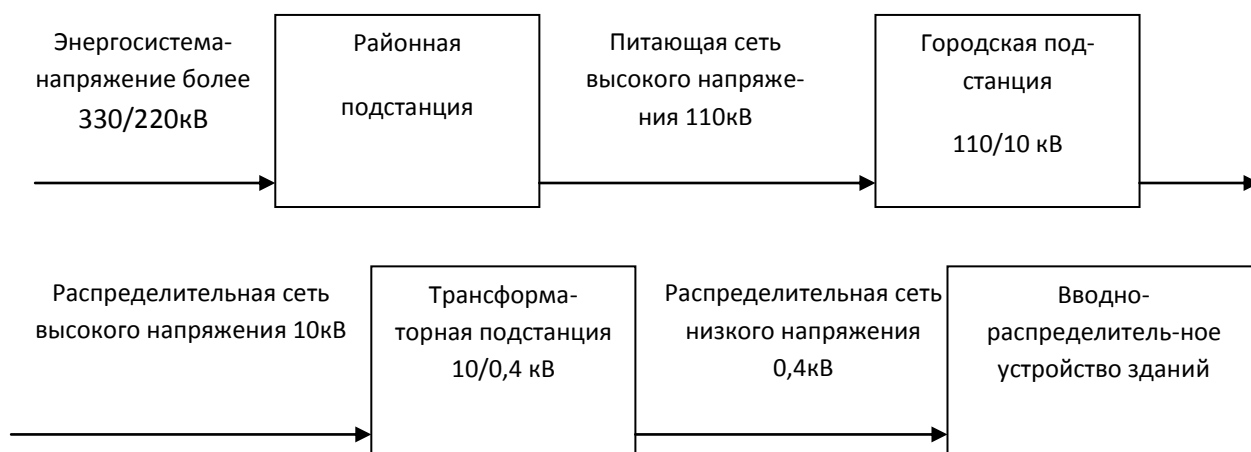 Энергосистема-
напряжение более
330/220кВ
Районная
подстанция
Питающая сеть
высокого напряже-
ния 110кВ
Городская под-
станция
110/10 кВ
Распределительная сеть
высокого напряжения 10кВ
Трансформа-
торная подстанция
10/0,4 кВ
Распределительная сеть
низкого напряжения
0,4кВ
Вводно-
распределитель-ное
устройство зданий